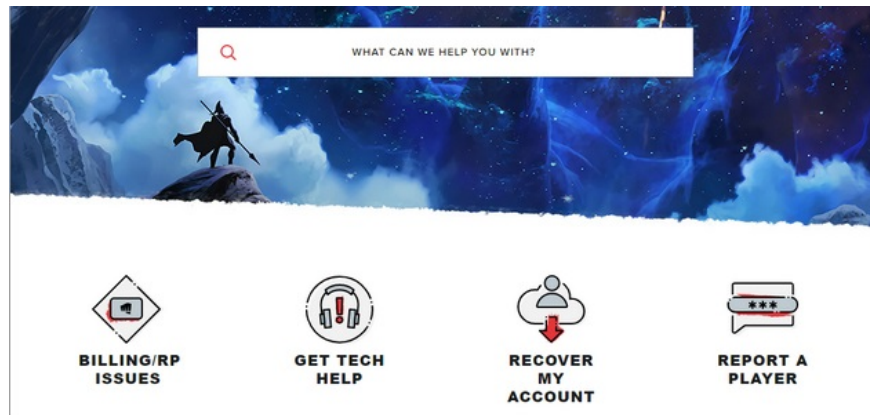 WHAT CAN WE HELP YOU WITH?
BILLING/RP
ISSUES
GET TECH
HELP
RECOVER
MY
ACCOUNT
REPORT A
PLAYER